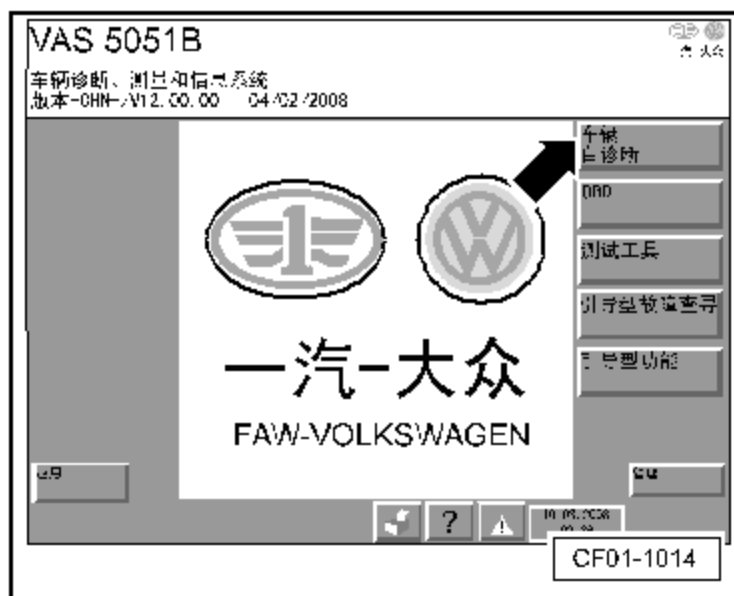 VAS 5051B
大众
车辆诊断、测量和信息系统
版本-CHN-/V12.00.00 04/02/2008
车辆
自诊断
OBD
测试工具
引导型故障查寻
引导型功能
一汽-大众
FAW-VOLKSWAGEN
?
CF01-1014